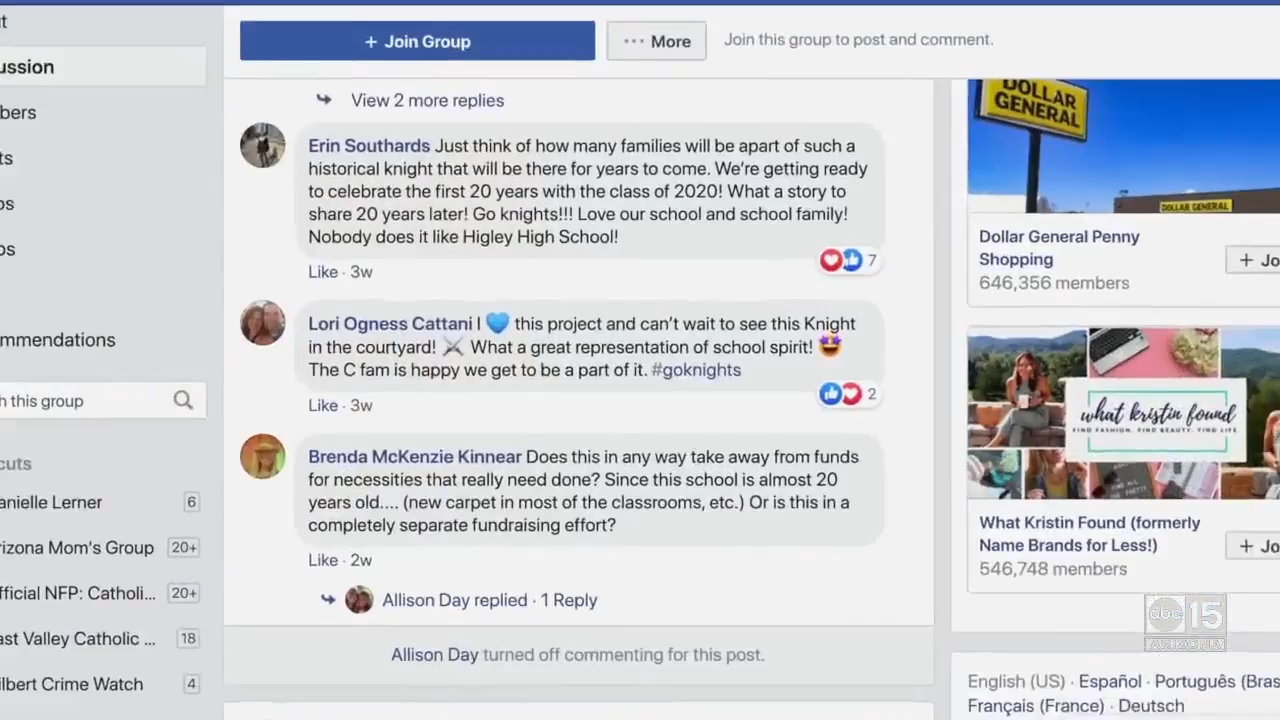 + Join Group
··· More
Join this group to post and comment.
View 2 more replies
Erin Southards Just think of how many families will be apart of such a
historical knight that will be there for years to come. We're getting ready
to celebrate the first 20 years with the class of 2020! What a story to
share 20 years later! Go knights!!! Love our school and school family!
Nobody does it like Higley High School!
7
Like · 3w
Lori Ogness Cattani I 💙 this project and can't wait to see this Knight
in the courtyard! ⚔ What a great representation of school spirit! 🤩
The C fam is happy we get to be a part of it. #goknights
2
Like · 3w
Brenda McKenzie Kinnear Does this in any way take away from funds
for necessities that really need done? Since this school is almost 20
years old.... (new carpet in most of the classrooms, etc.) Or is this in a
completely separate fundraising effort?
Like · 2w
Allison Day replied · 1 Reply
Allison Day turned off commenting for this post.
t
ussion
bers
ts
os
os
mmendations
h this group
cuts
anielle Lerner 6
rizona Mom's Group 20+
fficial NFP: Catholi... 20+
ast Valley Catholic ... 18
ilbert Crime Watch 4
DOLLAR
GENERAL
DOLLAR GENERAL
Dollar General Penny
Shopping
+ Jo
646,356 members
what kristin found
FIND FASHION. FIND BEAUTY. FIND LIFE.
What Kristin Found (formerly
Name Brands for Less!)
+ Jo
546,748 members
abc 15
ARIZONA
English (US) · Español · Português (Bras
Français (France) · Deutsch